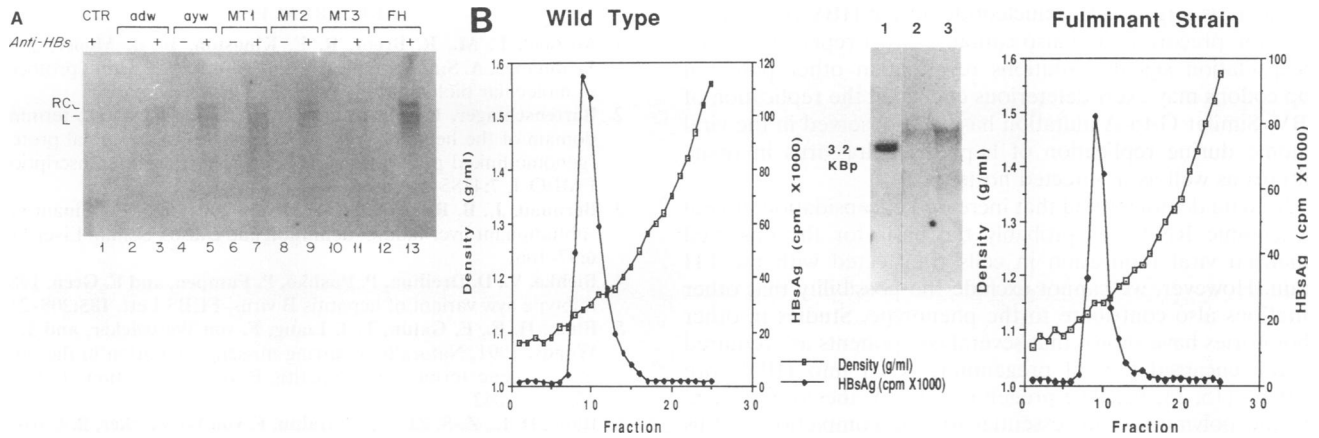 A
CTR adw ayw MT1 MT2 MT3 FH
Anti-HBs + - + - + - + - + - + - +
RC
L
1 2 3 4 5 6 7 8 9 10 11 12 13
B
Wild Type
Density (g/ml)
1.6
1.5
1.4
1.3
1.2
1.1
1.0
0 10 20 30
Fraction
120
100
80
60
40
20
0
HBsAg (cpm X1000)
1 2 3
3.2 -
KBp
Density (g/ml)
HBsAg (cpm X1000)
Fulminant Strain
Density (g/ml)
1.6
1.5
1.4
1.3
1.2
1.1
1.0
0 10 20 30
Fraction
100
80
60
40
20
0
HBsAg (cpm X1000)